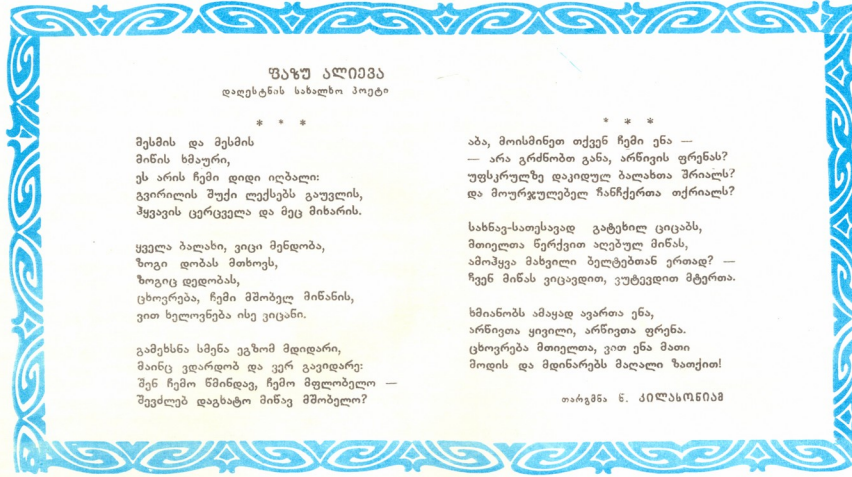 ფაზუ ალიევა
დაღესტნის სახალხო პოეტი
* * *
მესმის და მესმის
მიწის ხმაური,
ეს არის ჩემი დიდი იღბალი:
გვირილის შუქი ლექსებს გაუვლის,
ჰყვავის ცერცველა და მეც მიხარის.
ყველა ბალახი, ვიცი მენდობა,
ზოგი დობას მთხოვს,
ზოგიც დედობას,
ცხოვრება, ჩემი მშობელ მიწანის,
ვით ხელოვნება ისე ვიცანი.
გამეხსნა სმენა ეგზომ მდიდარი,
მაინც ვდარდობ და ვერ გავიდარე:
შენ ჩემო წმინდავ, ჩემო მფლობელო —
შევძლებ დაგხატო მიწავ მშობელო?
* * *
აბა, მოისმინეთ თქვენ ჩემი ენა —
— არა გრძნობთ განა, არწივის ფრენას?
უფსკრულზე დაკიდულ ბალახთა შრიალს?
და მოურჯულებელ ჩანჩქერთა თქრიალს?
სახნავ-სათესავად გატეხილ ციცაბს,
მთიელთა წერქვით აღებულ მიწას,
ამოჰყვა მახვილი ბელტებთან ერთად? —
ჩვენ მიწას ვიცავდით, ვუტევდით მტერთა.
ხმიანობს ამაყად ავართა ენა,
არწივთა ყივილი, არწივთა ფრენა.
ცხოვრება მთიელთა, ვით ენა მათი
მოდის და მდინარებს მაღალი ზათქით!
თარგმნა ნ. კილასონიამ